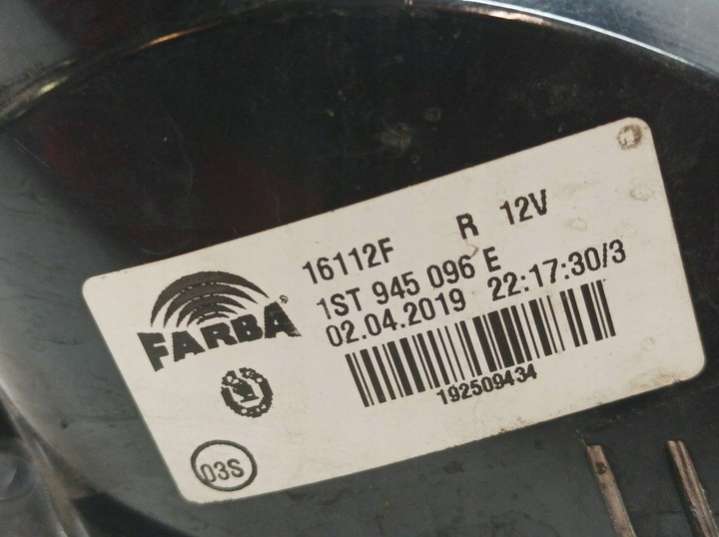 16112F R 12V
1ST 945 096 E
02.04.2019 22:17:30/3
FARBA
192509434
03S